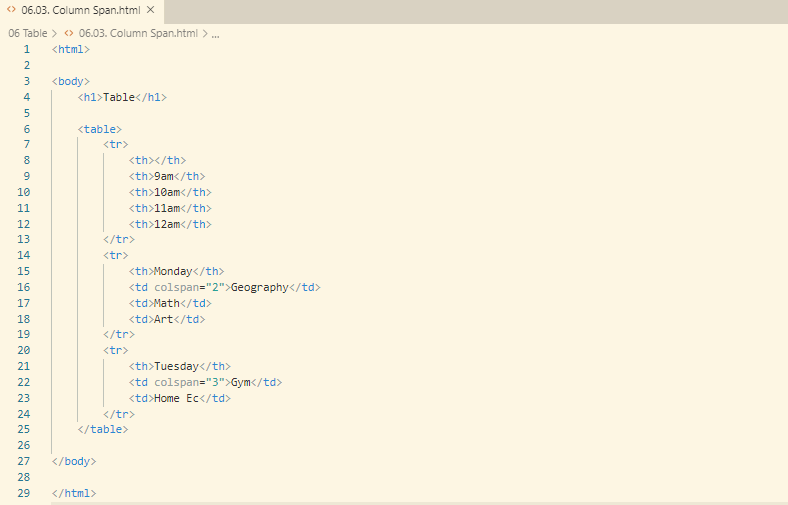 06.03. Column Span.html
06 Table > 06.03. Column Span.html > ...
1 <html>
2
3 <body>
4 <h1>Table</h1>
5
6 <table>
7 <tr>
8 <th></th>
9 <th>9am</th>
10 <th>10am</th>
11 <th>11am</th>
12 <th>12am</th>
13 </tr>
14 <tr>
15 <th>Monday</th>
16 <td colspan="2">Geography</td>
17 <td>Math</td>
18 <td>Art</td>
19 </tr>
20 <tr>
21 <th>Tuesday</th>
22 <td colspan="3">Gym</td>
23 <td>Home Ec</td>
24 </tr>
25 </table>
26
27 </body>
28
29 </html>